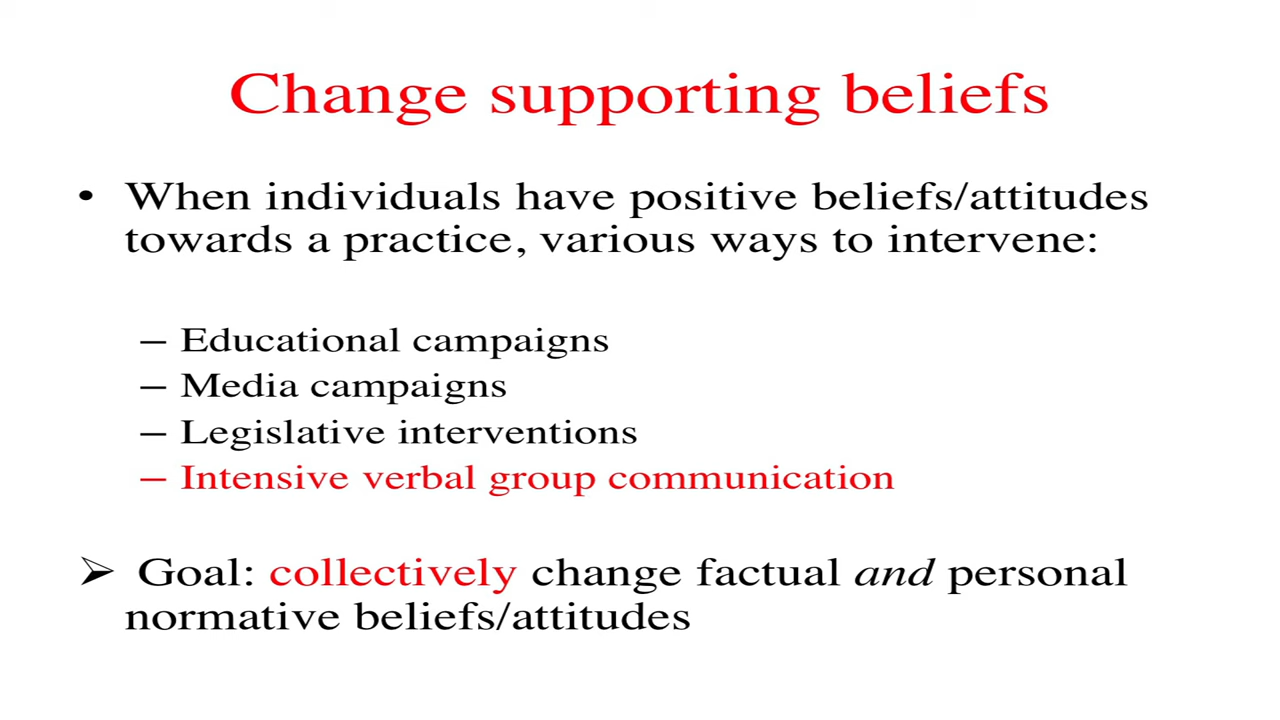 Change supporting beliefs
• When individuals have positive beliefs/attitudes
towards a practice, various ways to intervene:
– Educational campaigns
– Media campaigns
– Legislative interventions
– Intensive verbal group communication
➢ Goal: collectively change factual and personal
normative beliefs/attitudes